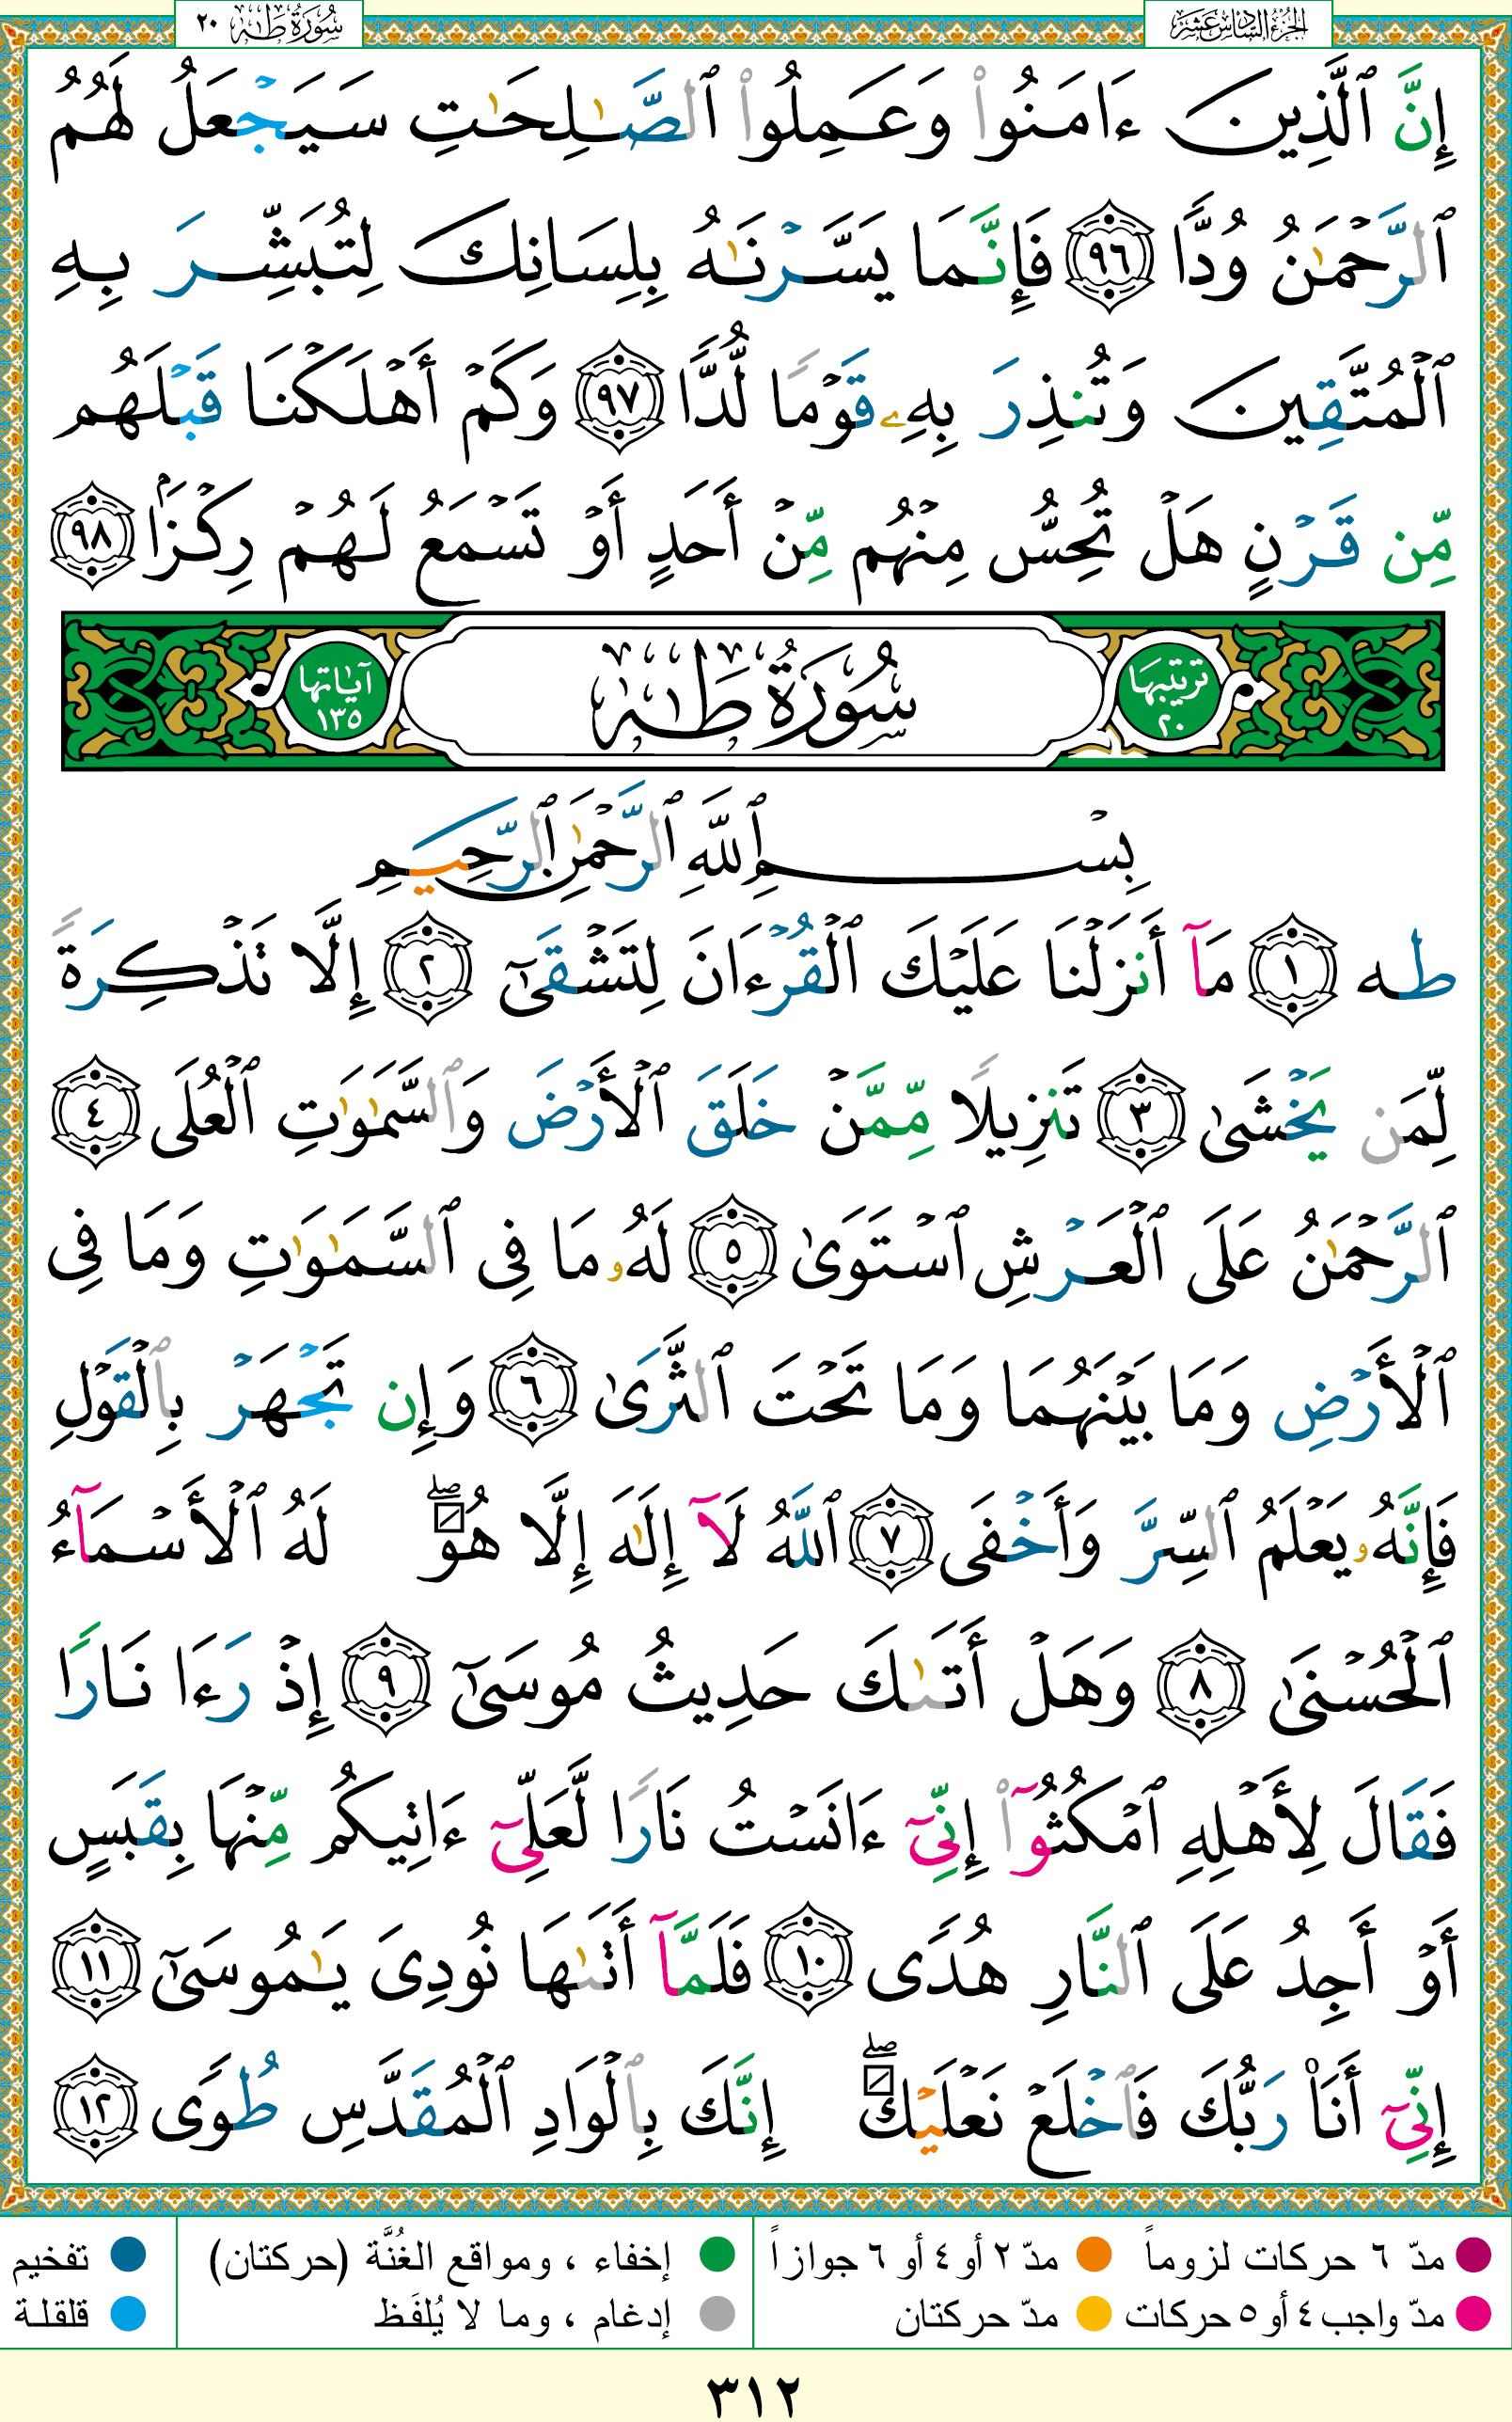 الجزء السادس عشر
سُورَةُ طه ٢٠
إِنَّ ٱلَّذِينَ ءَامَنُوا۟ وَعَمِلُوا۟ ٱلصَّـٰلِحَـٰتِ سَيَجْعَلُ لَهُمُ
ٱلرَّحْمَـٰنُ وُدًّا ٩٦ فَإِنَّمَا يَسَّرْنَـٰهُ بِلِسَانِكَ لِتُبَشِّرَ بِهِ
ٱلْمُتَّقِينَ وَتُنذِرَ بِهِۦ قَوْمًا لُّدًّا ٩٧ وَكَمْ أَهْلَكْنَا قَبْلَهُم
مِّن قَرْنٍ هَلْ تُحِسُّ مِنْهُم مِّنْ أَحَدٍ أَوْ تَسْمَعُ لَهُمْ رِكْزَۢا ٩٨
ترتيبها ٢٠
سُورَةُ طه
آياتها ١٣٥
بِسْمِ ٱللَّهِ ٱلرَّحْمَـٰنِ ٱلرَّحِيمِ
طه ١ مَآ أَنزَلْنَا عَلَيْكَ ٱلْقُرْءَانَ لِتَشْقَىٰٓ ٢ إِلَّا تَذْكِرَةً
لِّمَن يَخْشَىٰ ٣ تَنزِيلًا مِّمَّنْ خَلَقَ ٱلْأَرْضَ وَٱلسَّمَـٰوَٰتِ ٱلْعُلَى ٤
ٱلرَّحْمَـٰنُ عَلَى ٱلْعَرْشِ ٱسْتَوَىٰ ٥ لَهُۥ مَا فِى ٱلسَّمَـٰوَٰتِ وَمَا فِى
ٱلْأَرْضِ وَمَا بَيْنَهُمَا وَمَا تَحْتَ ٱلثَّرَىٰ ٦ وَإِن تَجْهَرْ بِٱلْقَوْلِ
فَإِنَّهُۥ يَعْلَمُ ٱلسِّرَّ وَأَخْفَى ٧ ٱللَّهُ لَآ إِلَـٰهَ إِلَّا هُوَ ۖ لَهُ ٱلْأَسْمَآءُ
ٱلْحُسْنَىٰ ٨ وَهَلْ أَتَىٰكَ حَدِيثُ مُوسَىٰٓ ٩ إِذْ رَءَا نَارًا
فَقَالَ لِأَهْلِهِ ٱمْكُثُوٓا۟ إِنِّىٓ ءَانَسْتُ نَارًا لَّعَلِّىٓ ءَاتِيكُم مِّنْهَا بِقَبَسٍ
أَوْ أَجِدُ عَلَى ٱلنَّارِ هُدًى ١٠ فَلَمَّآ أَتَىٰهَا نُودِىَ يَـٰمُوسَىٰٓ ١١
إِنِّىٓ أَنَا۠ رَبُّكَ فَٱخْلَعْ نَعْلَيْكَ ۖ إِنَّكَ بِٱلْوَادِ ٱلْمُقَدَّسِ طُوًى ١٢
مدّ ٦ حركات لزوماً
مدّ ٢ أو ٤ أو ٦ جوازاً
إخفاء ، ومواقع الغُنَّة (حركتان)
تفخيم
مدّ واجب ٤ أو ٥ حركات
مدّ حركتان
إدغام ، وما لا يُلفَظ
قلقلة
٣١٢